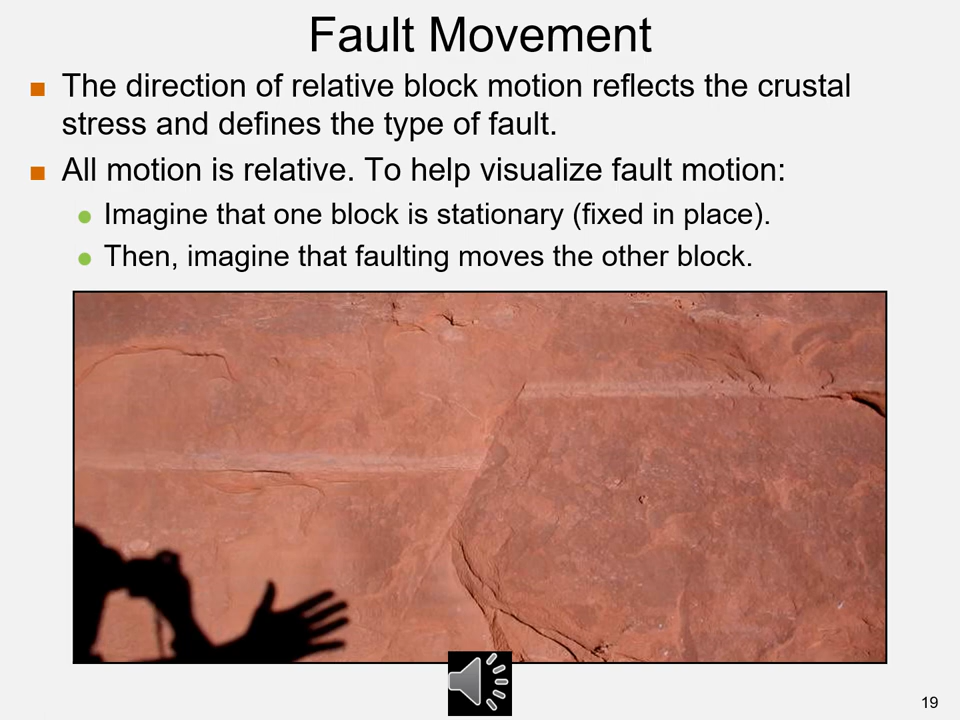 Fault Movement
The direction of relative block motion reflects the crustal
stress and defines the type of fault.
All motion is relative. To help visualize fault motion:
Imagine that one block is stationary (fixed in place).
Then, imagine that faulting moves the other block.
19